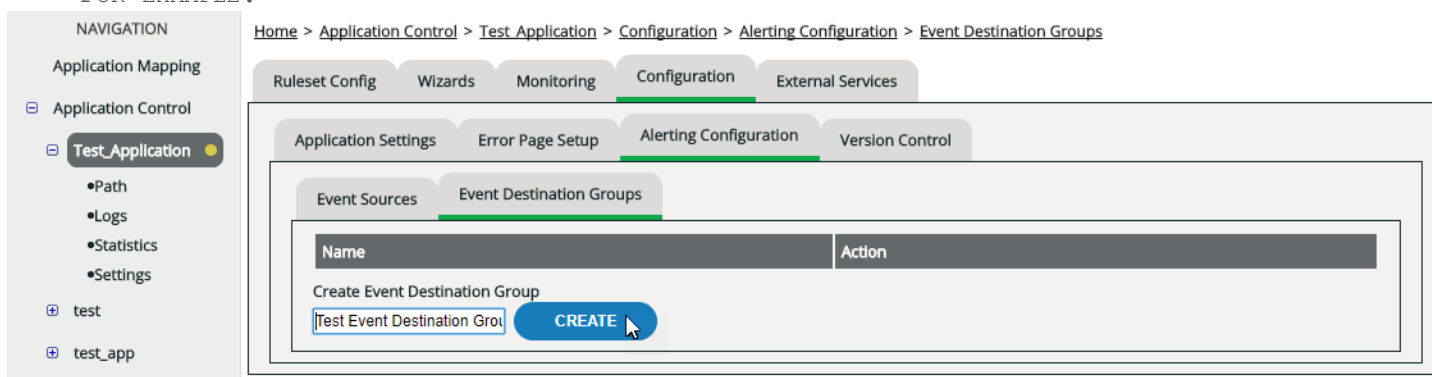 NAVIGATION
Home > Application Control > Test_Application > Configuration > Alerting Configuration > Event Destination Groups
Application Mapping
Ruleset Config Wizards Monitoring Configuration External Services
Application Control
Application Settings Error Page Setup Alerting Configuration Version Control
Test_Application
•Path
Event Sources Event Destination Groups
•Logs
•Statistics
Name Action
•Settings
Create Event Destination Group
test
Test Event Destination Grou CREATE
test_app